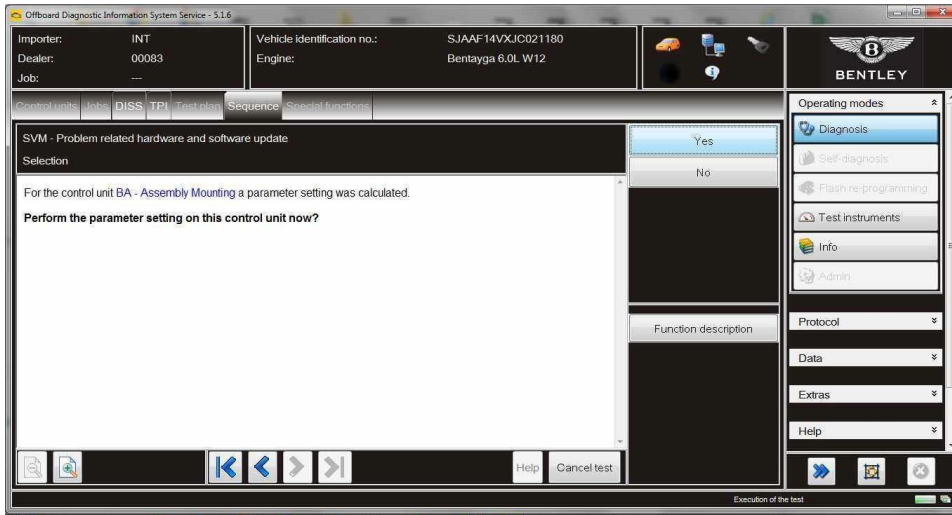 Offboard Diagnostic Information System Service - 5.1.6
Importer: INT
Dealer: 00083
Job: ---
Vehicle identification no.: SJAAF14VXJC021180
Engine: Bentayga 6.0L W12
B
BENTLEY
Control units Jobs DISS TPI Test plan Sequence Special functions
SVM - Problem related hardware and software update
Selection
For the control unit BA - Assembly Mounting a parameter setting was calculated.
Perform the parameter setting on this control unit now?
Yes
No
Function description
Operating modes
Diagnosis
Self-diagnosis
Flash re-programming
Test instruments
Info
Admin
Protocol
Data
Extras
Help
Help
Cancel test
Execution of the test